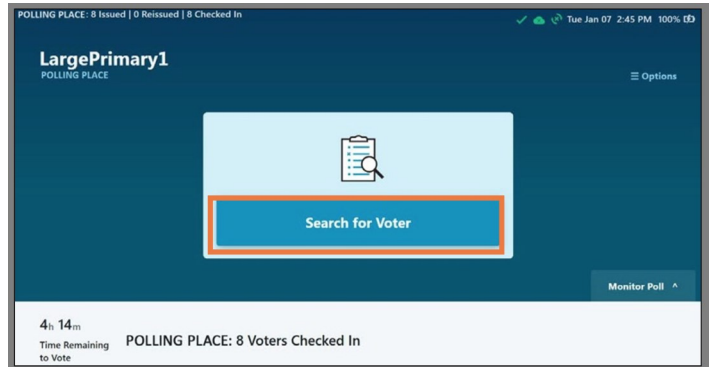 POLLING PLACE: 8 Issued | 0 Reissued | 8 Checked In
Tue Jan 07 2:45 PM 100%
LargePrimary1
POLLING PLACE
Options
Search for Voter
Monitor Poll ^
4h 14m
Time Remaining
to Vote
POLLING PLACE: 8 Voters Checked In